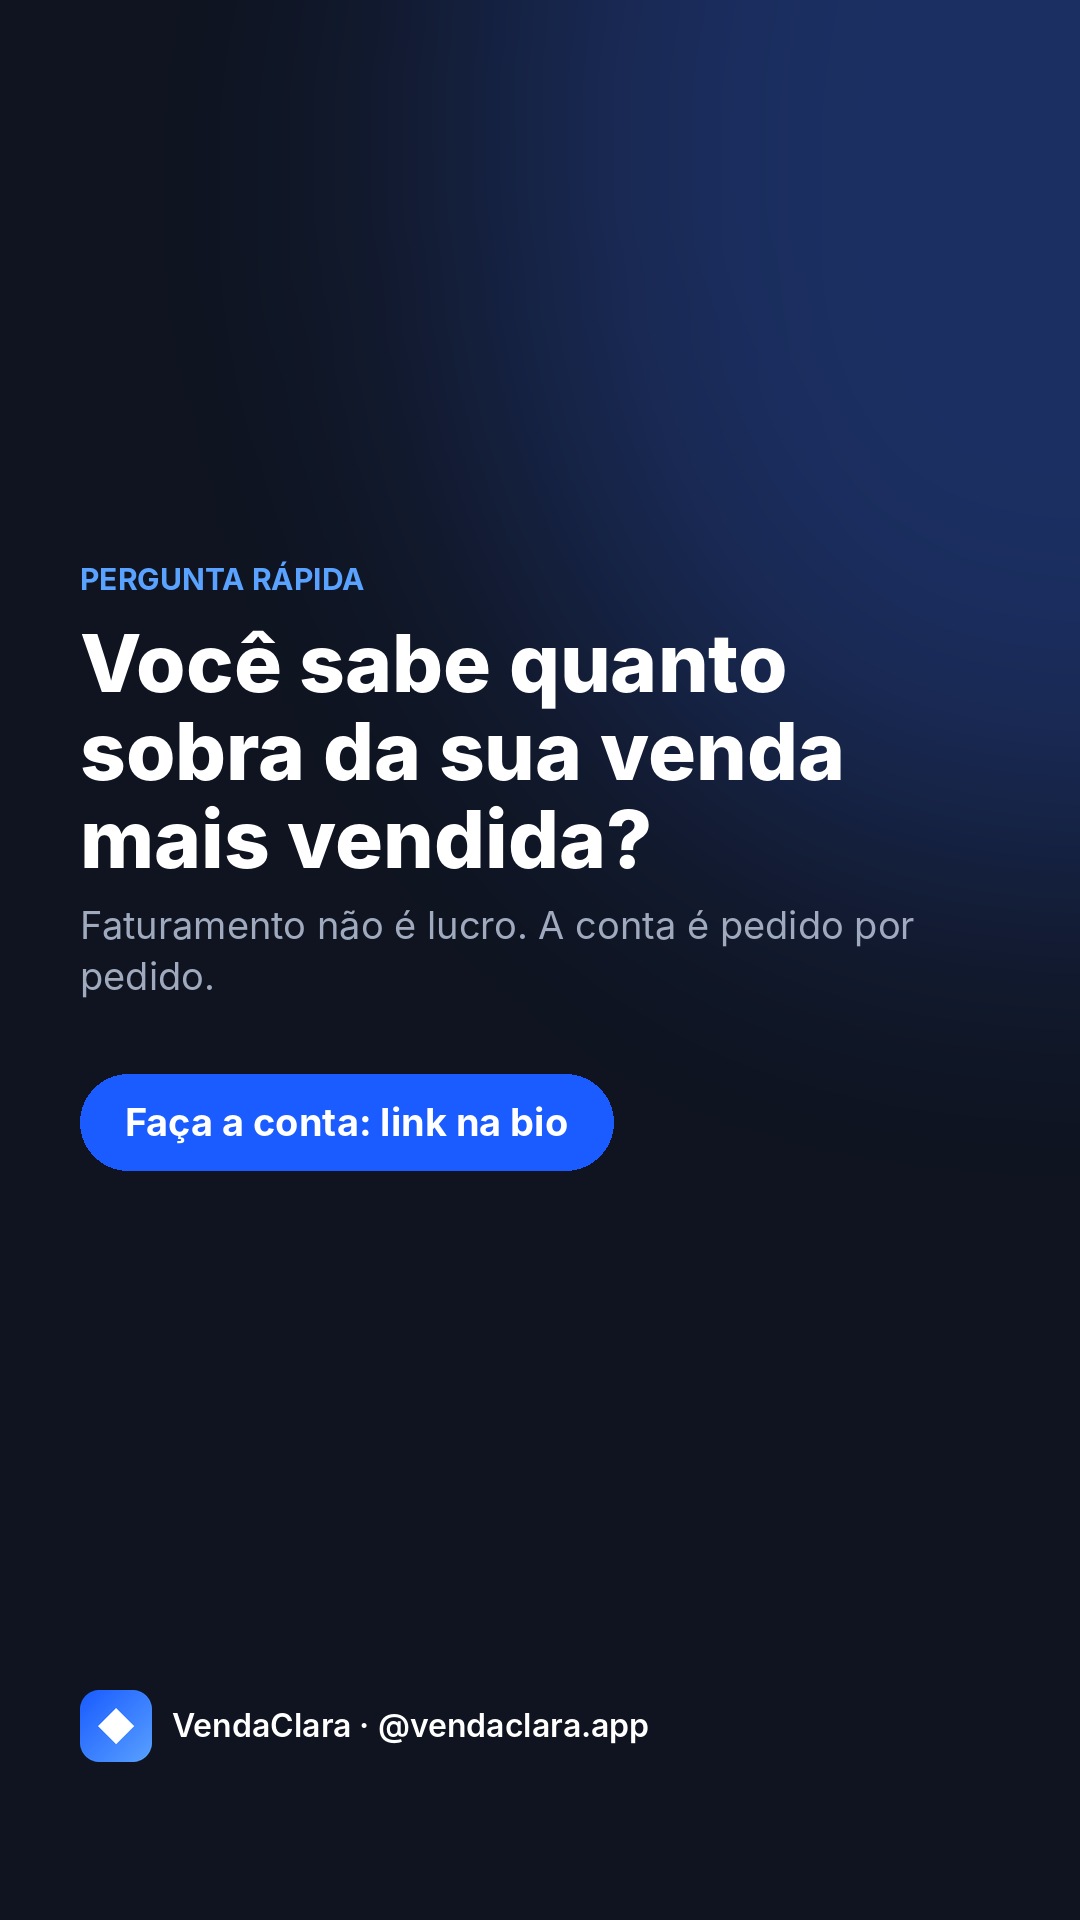 PERGUNTA RÁPIDA
Você sabe quanto
sobra da sua venda
mais vendida?
Faturamento não é lucro. A conta é pedido por
pedido.
Faça a conta: link na bio
VendaClara · @vendaclara.app